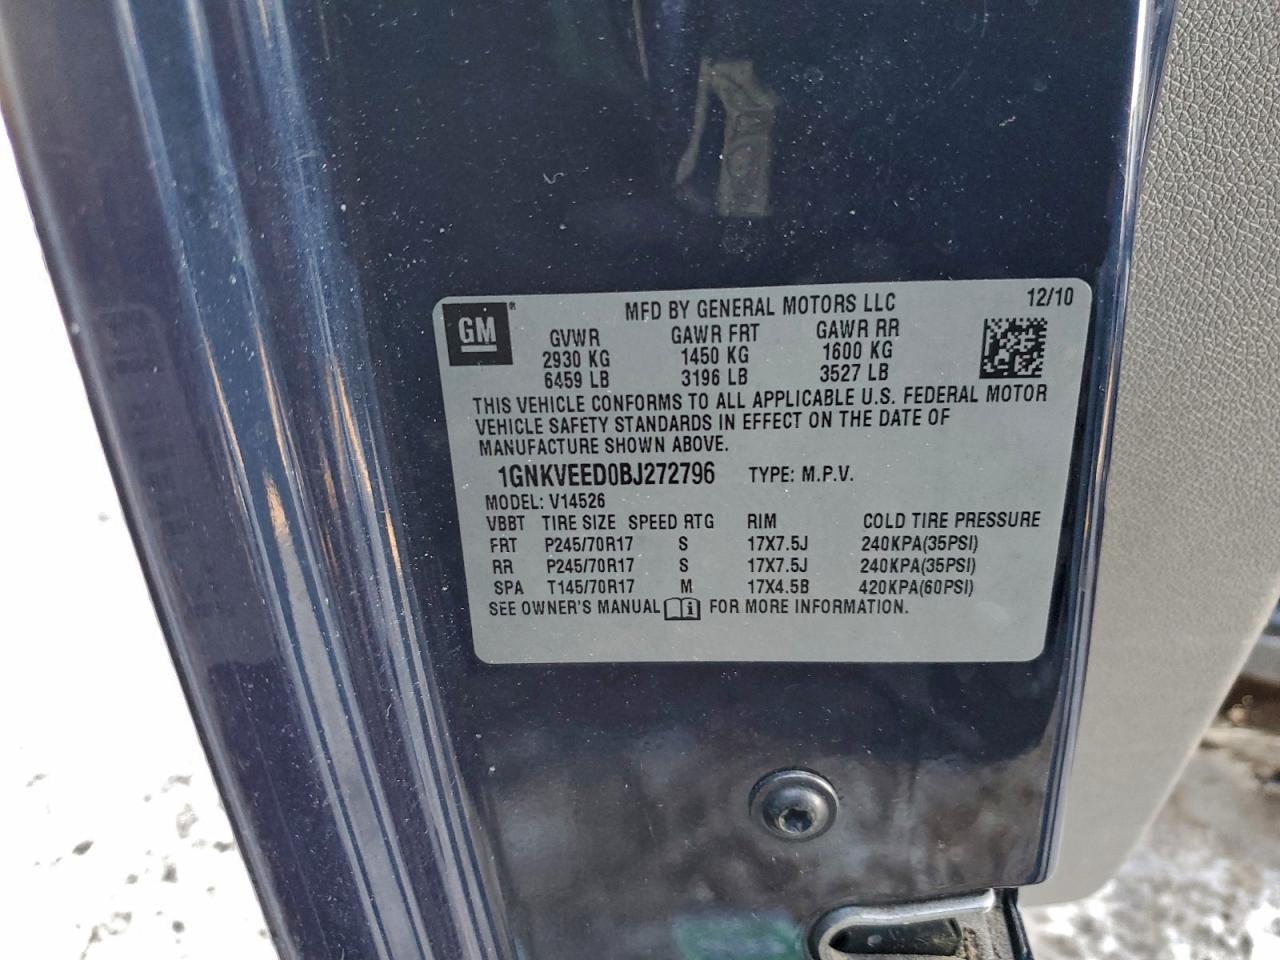 GM ® MFD BY GENERAL MOTORS LLC 12/10
GVWR GAWR FRT GAWR RR
2930 KG 1450 KG 1600 KG
6459 LB 3196 LB 3527 LB
THIS VEHICLE CONFORMS TO ALL APPLICABLE U.S. FEDERAL MOTOR
VEHICLE SAFETY STANDARDS IN EFFECT ON THE DATE OF
MANUFACTURE SHOWN ABOVE.
1GNKVEED0BJ272796 TYPE: M.P.V.
MODEL: V14526
VBBT TIRE SIZE SPEED RTG RIM COLD TIRE PRESSURE
FRT P245/70R17 S 17X7.5J 240KPA(35PSI)
RR P245/70R17 S 17X7.5J 240KPA(35PSI)
SPA T145/70R17 M 17X4.5B 420KPA(60PSI)
SEE OWNER'S MANUAL FOR MORE INFORMATION.